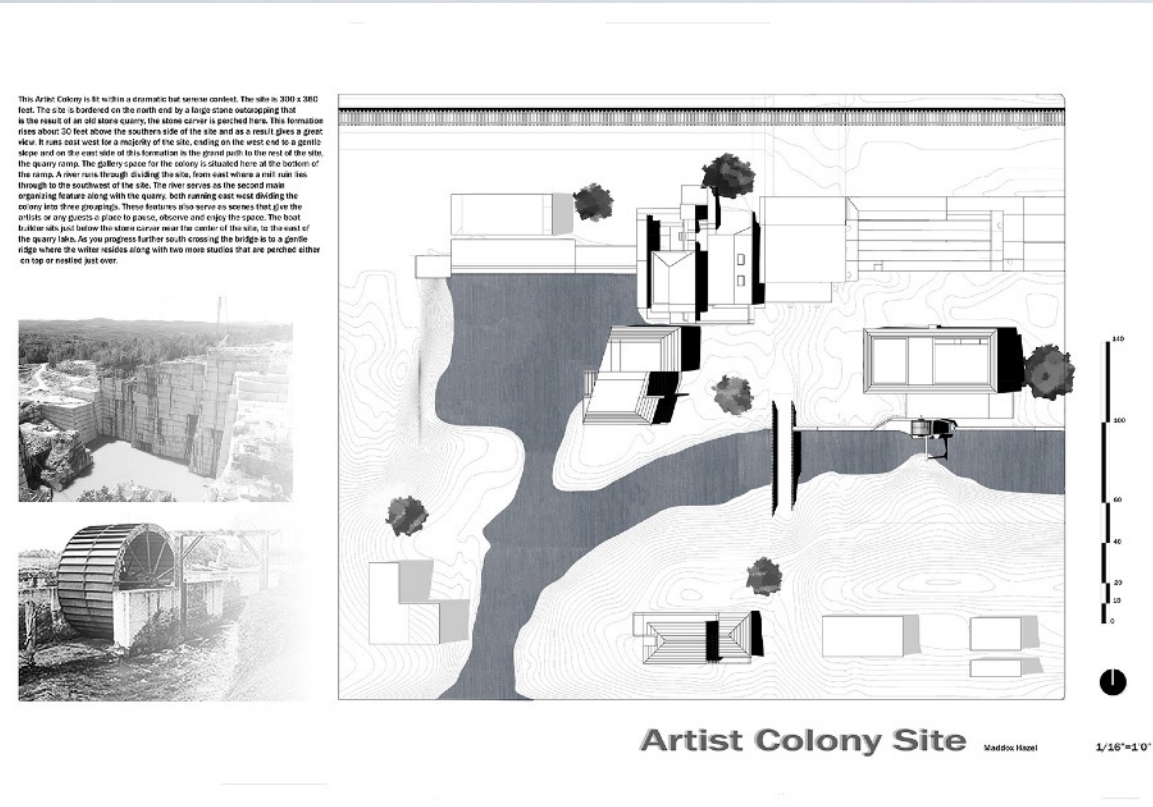 This Artist Colony is fit within a dramatic but serene context. The site is 300 x 380
feet. The site is bordered on the north end by a large stone outcropping that
is the result of an old stone quarry, the stone carver is perched here. This formation
rises about 30 feet above the southern side of the site and as a result gives a great
view. It runs east west for a majority of the site, ending on the west end to a gentle
slope and on the east side of this formation is the grand path to the rest of the site,
the quarry ramp. The gallery space for the colony is situated here at the bottom of
the ramp. A river runs through dividing the site, from east where a mill ruin lies
through to the southwest of the site. The river serves as the second main
organizing feature along with the quarry, both running east west dividing the
colony into three groupings. These features also serve as scenes that give the
artists or any guests a place to pause, observe and enjoy the space. The boat
builder sits just below the stone carver near the center of the site, to the east of
the quarry lake. As you progress further south crossing the bridge is to a gentle
ridge where the writer resides along with two more studios that are perched either
on top or nestled just over.
140
100
60
40
20
10
0
Artist Colony Site
Maddox Hazel
1/16"=1'0"